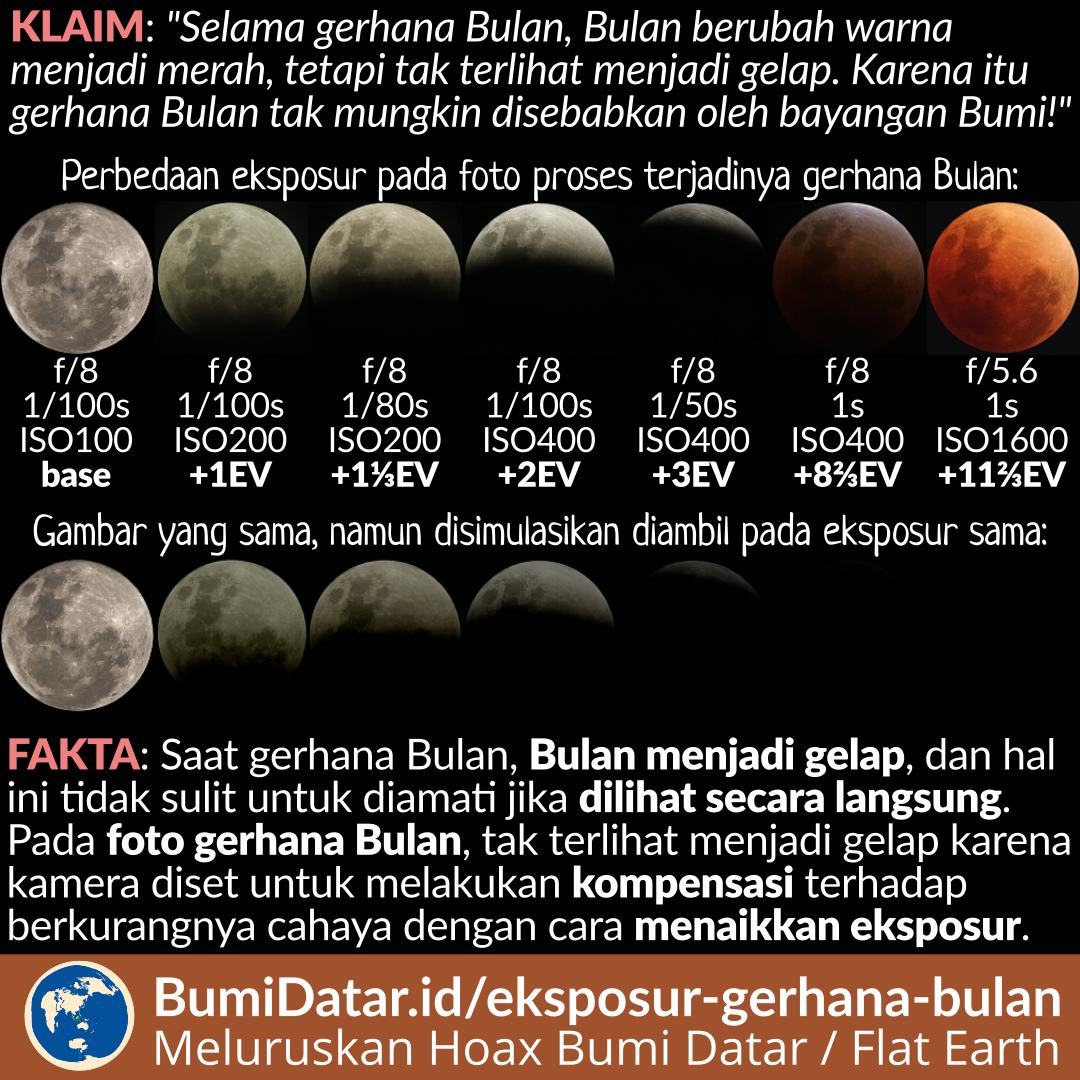 KLAIM: "Selama gerhana Bulan, Bulan berubah warna
menjadi merah, tetapi tak terlihat menjadi gelap. Karena itu
gerhana Bulan tak mungkin disebabkan oleh bayangan Bumi!"
Perbedaan eksposur pada foto proses terjadinya gerhana Bulan:
f/8 f/8 f/8 f/8 f/8 f/8 f/5.6
1/100s 1/100s 1/80s 1/100s 1/50s 1s 1s
ISO100 ISO200 ISO200 ISO400 ISO400 ISO400 ISO1600
base +1EV +1⅓EV +2EV +3EV +8⅔EV +11⅔EV
Gambar yang sama, namun disimulasikan diambil pada eksposur sama:
FAKTA: Saat gerhana Bulan, Bulan menjadi gelap, dan hal
ini tidak sulit untuk diamati jika dilihat secara langsung.
Pada foto gerhana Bulan, tak terlihat menjadi gelap karena
kamera diset untuk melakukan kompensasi terhadap
berkurangnya cahaya dengan cara menaikkan eksposur.
BumiDatar.id/eksposur-gerhana-bulan
Meluruskan Hoax Bumi Datar / Flat Earth